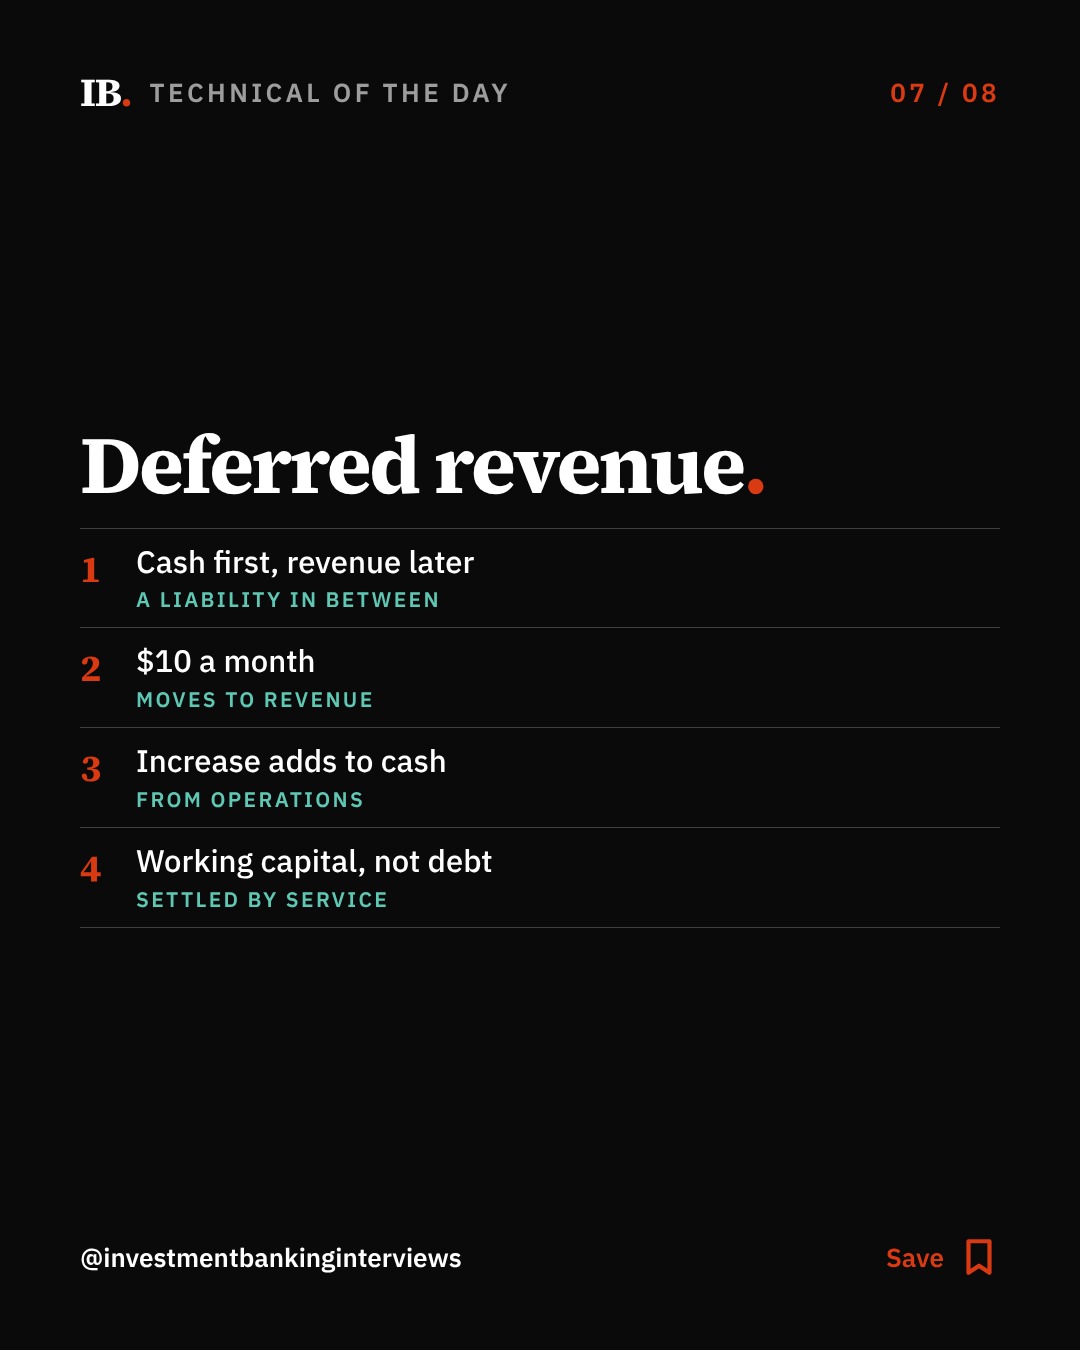 IB. TECHNICAL OF THE DAY
07 / 08
Deferred revenue.
1 Cash first, revenue later
A LIABILITY IN BETWEEN
2 $10 a month
MOVES TO REVENUE
3 Increase adds to cash
FROM OPERATIONS
4 Working capital, not debt
SETTLED BY SERVICE
@investmentbankinginterviews
Save